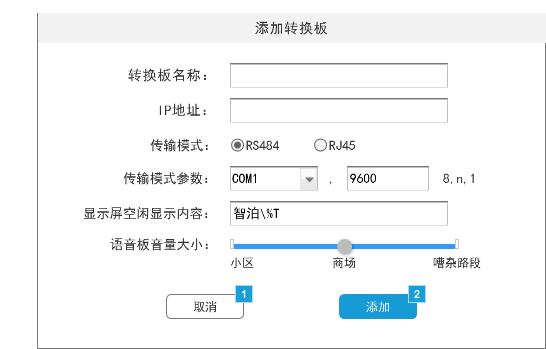 添加转换板
转换板名称：
IP地址：
传输模式： RS484 RJ45
传输模式参数： COM1 , 9600 8,n,1
显示屏空闲显示内容： 智泊\%T
语音板音量大小：
小区 商场 嘈杂路段
取消 1 添加 2